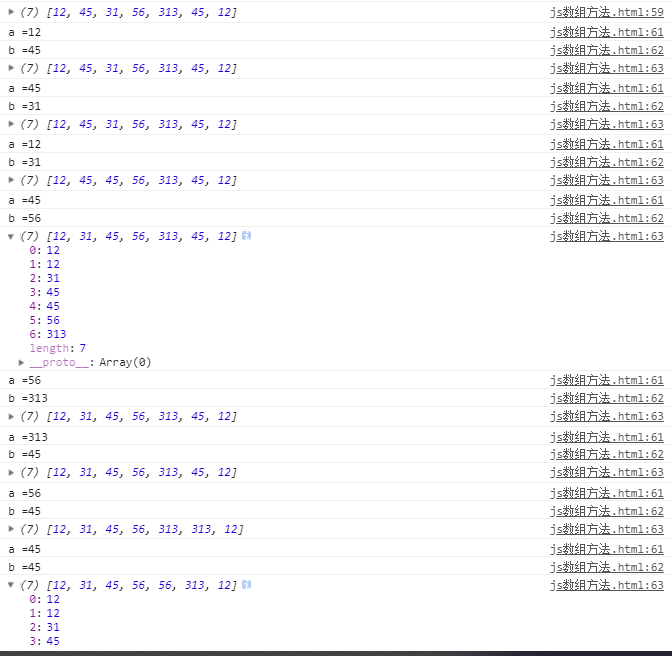 ▶ (7) [12, 45, 31, 56, 313, 45, 12] js数组方法.html:59
a =12 js数组方法.html:61
b =45 js数组方法.html:62
▶ (7) [12, 45, 31, 56, 313, 45, 12] js数组方法.html:63
a =45 js数组方法.html:61
b =31 js数组方法.html:62
▶ (7) [12, 45, 31, 56, 313, 45, 12] js数组方法.html:63
a =12 js数组方法.html:61
b =31 js数组方法.html:62
▶ (7) [12, 45, 45, 56, 313, 45, 12] js数组方法.html:63
a =45 js数组方法.html:61
b =56 js数组方法.html:62
▼ (7) [12, 31, 45, 56, 313, 45, 12] js数组方法.html:63
0: 12
1: 12
2: 31
3: 45
4: 45
5: 56
6: 313
length: 7
▶ __proto__: Array(0)
a =56 js数组方法.html:61
b =313 js数组方法.html:62
▶ (7) [12, 31, 45, 56, 313, 45, 12] js数组方法.html:63
a =313 js数组方法.html:61
b =45 js数组方法.html:62
▶ (7) [12, 31, 45, 56, 313, 45, 12] js数组方法.html:63
a =56 js数组方法.html:61
b =45 js数组方法.html:62
▶ (7) [12, 31, 45, 56, 313, 313, 12] js数组方法.html:63
a =45 js数组方法.html:61
b =45 js数组方法.html:62
▼ (7) [12, 31, 45, 56, 56, 313, 12] js数组方法.html:63
0: 12
1: 12
2: 31
3: 45